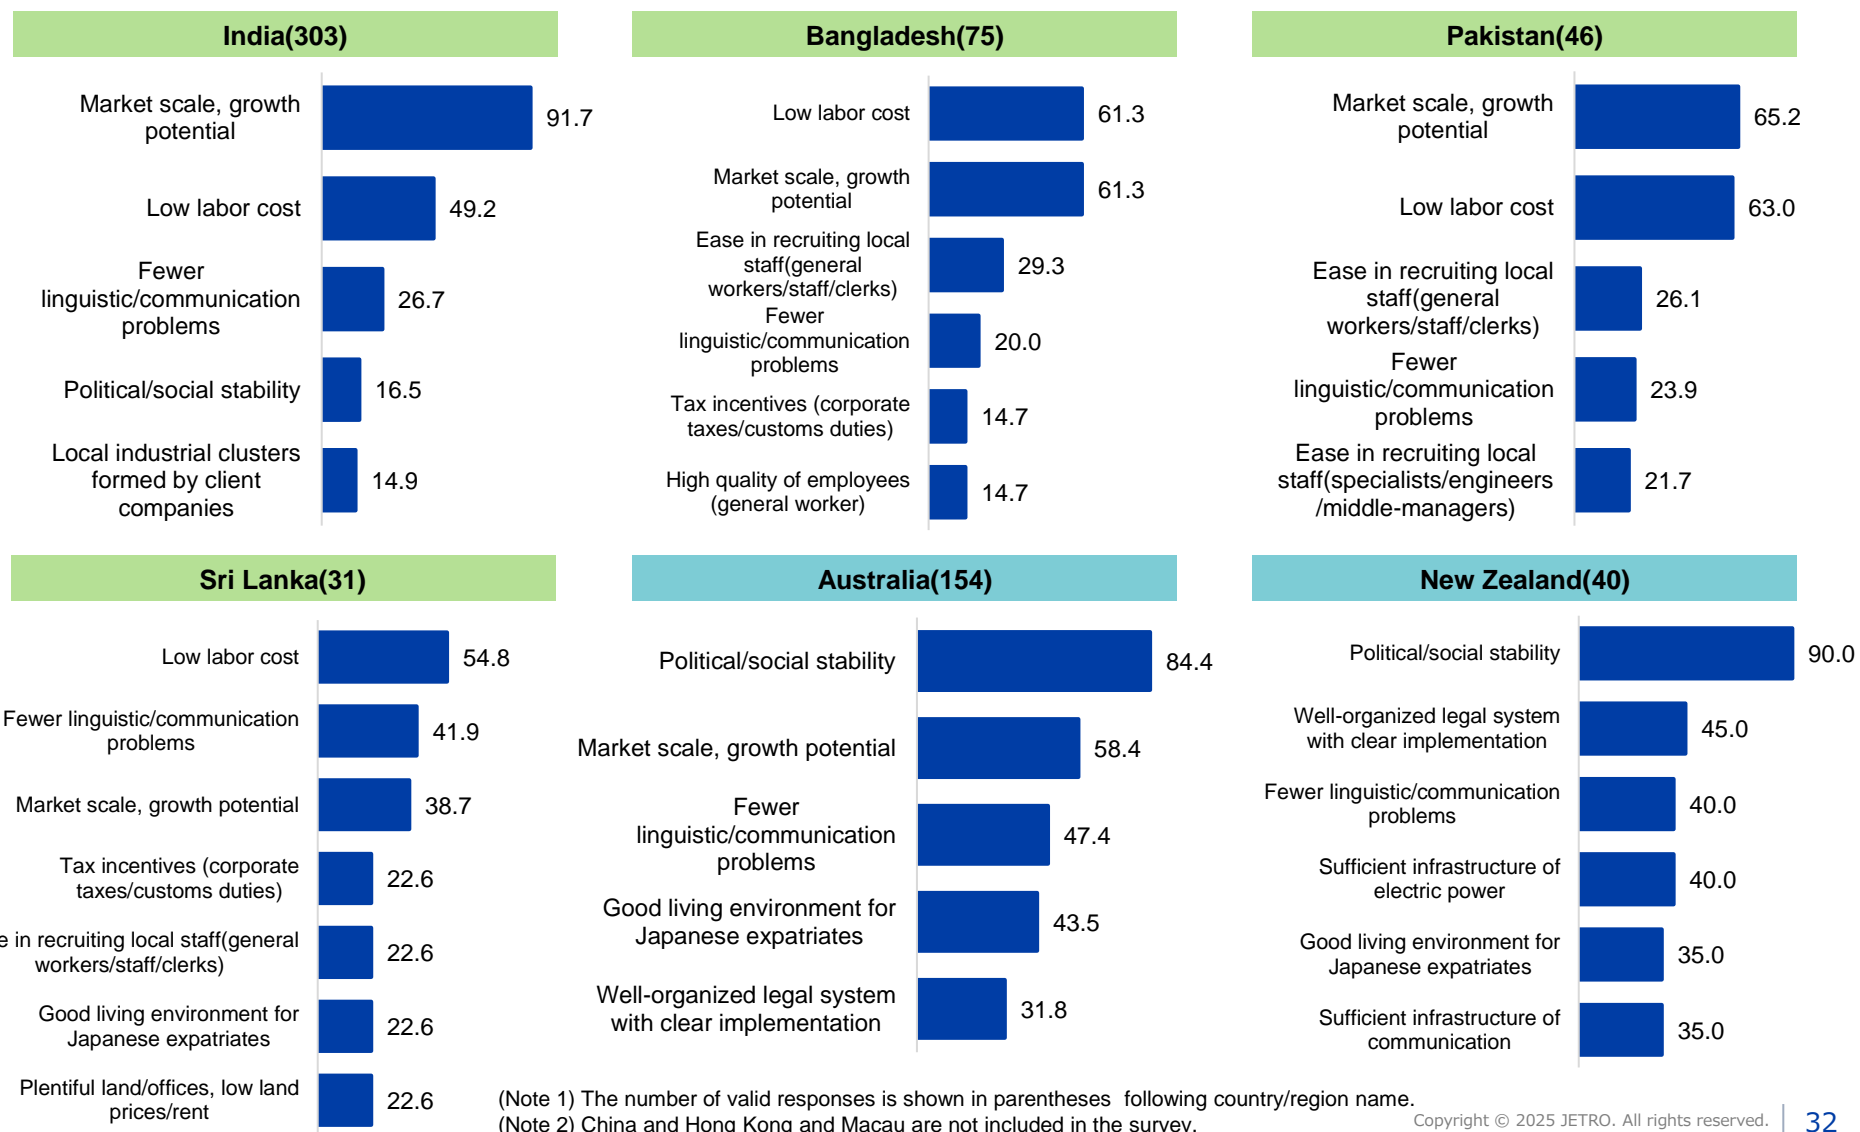 India(303)
Market scale, growth
potential
91.7
Low labor cost
49.2
Fewer
linguistic/communication
problems
26.7
Political/social stability
16.5
Local industrial clusters
formed by client
companies
14.9
Bangladesh(75)
Low labor cost
61.3
Market scale, growth
potential
61.3
Ease in recruiting local
staff(general
workers/staff/clerks)
29.3
Fewer
linguistic/communication
problems
20.0
Tax incentives (corporate
taxes/customs duties)
14.7
High quality of employees
(general worker)
14.7
Pakistan(46)
Market scale, growth
potential
65.2
Low labor cost
63.0
Ease in recruiting local
staff(general
workers/staff/clerks)
26.1
Fewer
linguistic/communication
problems
23.9
Ease in recruiting local
staff(specialists/engineers
/middle-managers)
21.7
Sri Lanka(31)
Low labor cost
54.8
Fewer linguistic/communication
problems
41.9
Market scale, growth potential
38.7
Tax incentives (corporate
taxes/customs duties)
22.6
e in recruiting local staff(general
workers/staff/clerks)
22.6
Good living environment for
Japanese expatriates
22.6
Plentiful land/offices, low land
prices/rent
22.6
Australia(154)
Political/social stability
84.4
Market scale, growth potential
58.4
Fewer
linguistic/communication
problems
47.4
Good living environment for
Japanese expatriates
43.5
Well-organized legal system
with clear implementation
31.8
New Zealand(40)
Political/social stability
90.0
Well-organized legal system
with clear implementation
45.0
Fewer linguistic/communication
problems
40.0
Sufficient infrastructure of
electric power
40.0
Good living environment for
Japanese expatriates
35.0
Sufficient infrastructure of
communication
35.0
(Note 1) The number of valid responses is shown in parentheses following country/region name.
(Note 2) China and Hong Kong and Macau are not included in the survey.
Copyright © 2025 JETRO. All rights reserved.
32